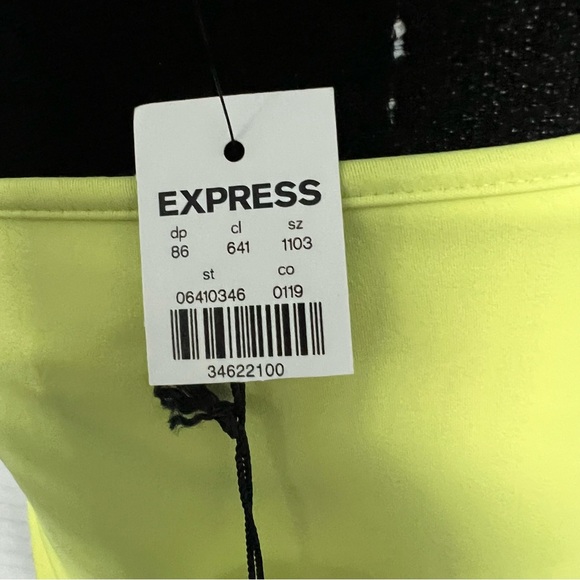 EXPRESS
dp cl sz
86 641 1103
st co
06410346 0119
34622100